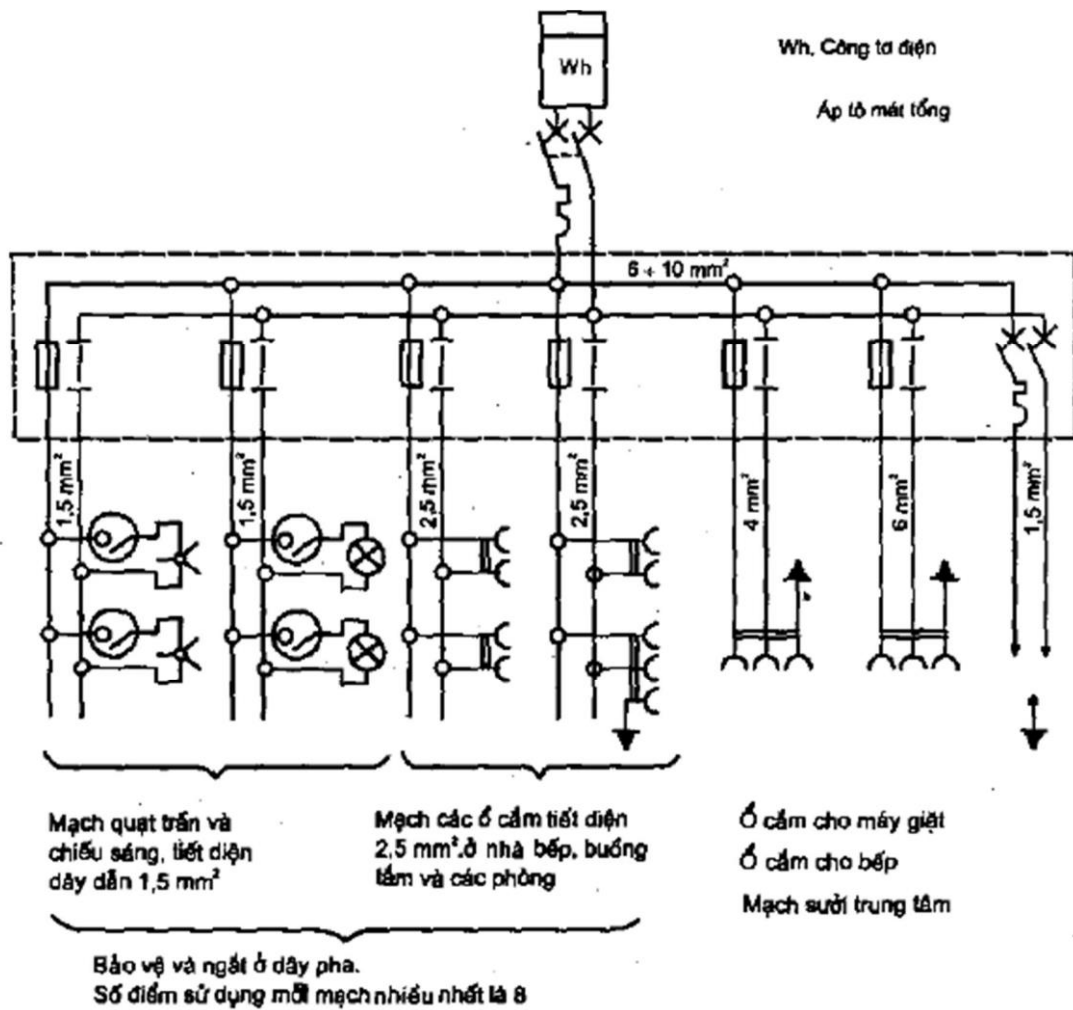 Wh, Công tơ điện
Wh
Áp tô mát tổng
6 ÷ 10 mm²
1,5 mm²
1,5 mm²
2,5 mm²
2,5 mm²
4 mm²
6 mm²
1,5 mm²
Mạch quạt trần và
chiếu sáng, tiết diện
dây dẫn 1,5 mm²
Mạch các ổ cắm tiết diện
2,5 mm².ở nhà bếp, buồng
tắm và các phòng
Ổ cắm cho máy giặt
Ổ cắm cho bếp
Mạch sưởi trung tâm
Bảo vệ và ngắt ở dây pha.
Số điểm sử dụng mỗi mạch nhiều nhất là 8